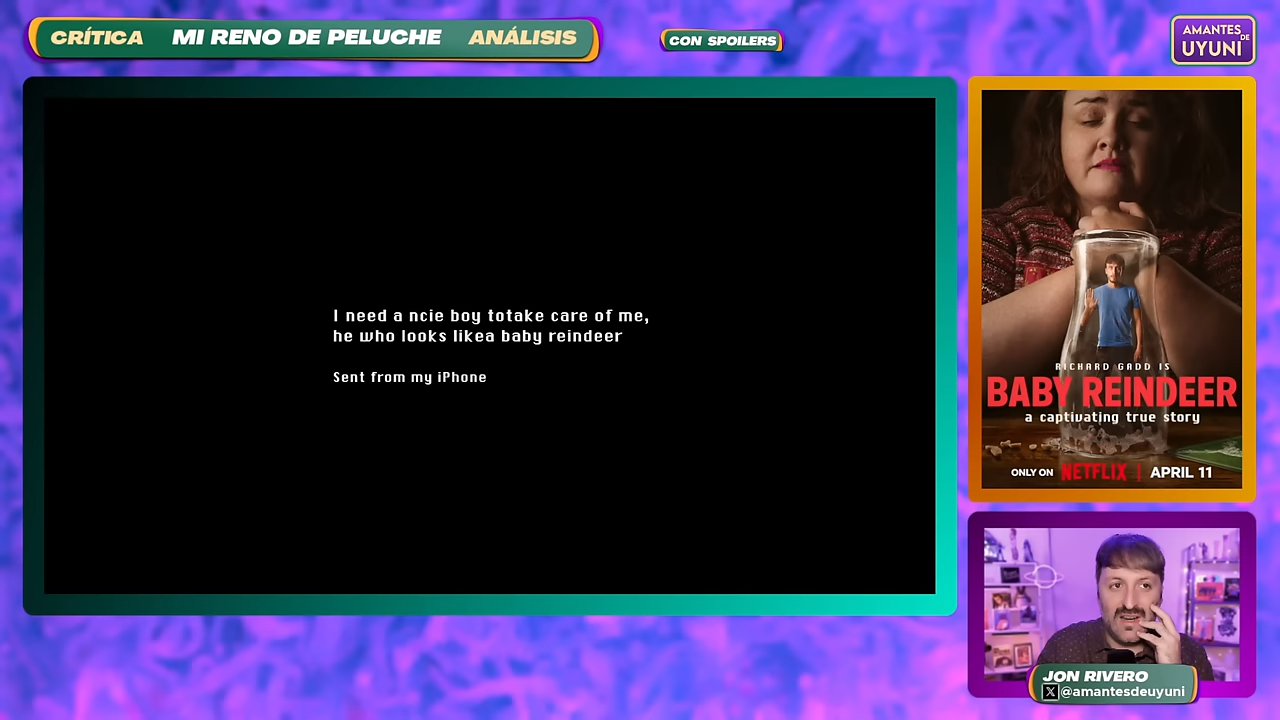 CRÍTICA MI RENO DE PELUCHE ANÁLISIS
CON SPOILERS
AMANTES
DE
UYUNI
I need a ncie boy totake care of me,
he who looks likea baby reindeer
Sent from my iPhone
RICHARD GADD IS
BABY REINDEER
a captivating true story
ONLY ON NETFLIX | APRIL 11
JON RIVERO
X @amantesdeuyuni